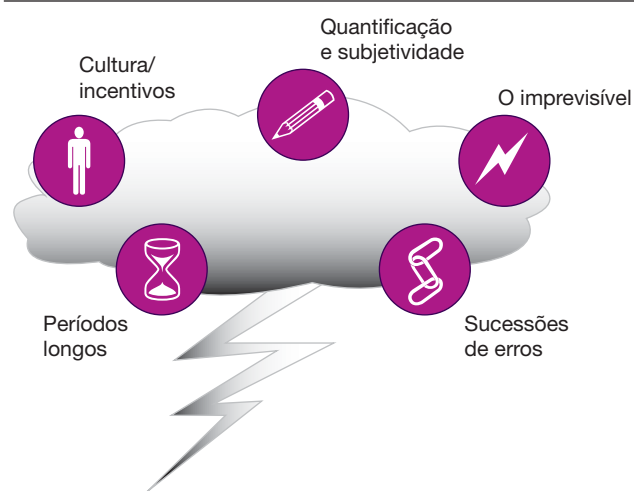 Quantificação
e subjetividade
Cultura/
incentivos
O imprevisível
Períodos
longos
Sucessões
de erros